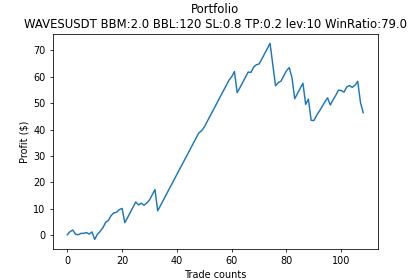 Portfolio
WAVESUSDT BBM:2.0 BBL:120 SL:0.8 TP:0.2 lev:10 WinRatio:79.0
70
60
50
40
30
20
10
0
Profit ($)
0 20 40 60 80 100
Trade counts